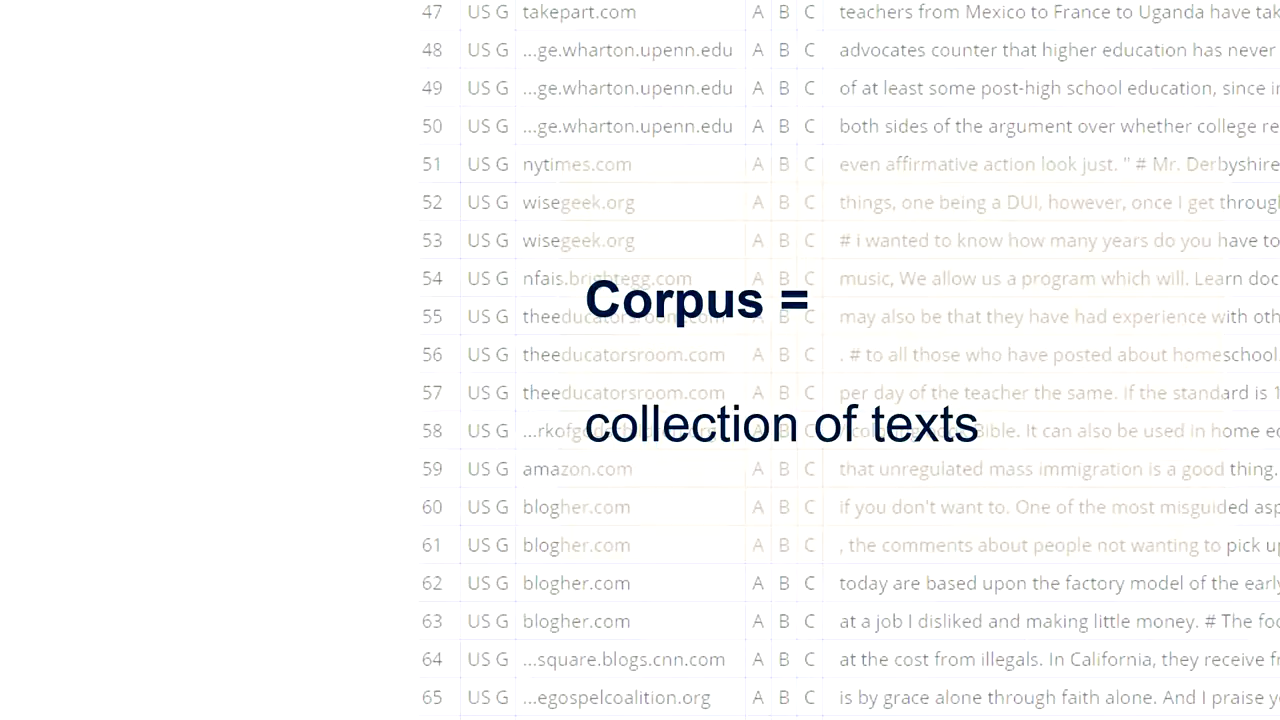 47 US G takepart.com A B C teachers from Mexico to France to Uganda have tak
48 US G ...ge.wharton.upenn.edu A B C advocates counter that higher education has never
49 US G ...ge.wharton.upenn.edu A B C of at least some post-high school education, since i
50 US G ...ge.wharton.upenn.edu A B C both sides of the argument over whether college re
51 US G nytimes.com A B C even affirmative action look just. " # Mr. Derbyshire
52 US G wisegeek.org A B C things, one being a DUI, however, once I get throug
53 US G wisegeek.org A B C # i wanted to know how many years do you have to
54 US G nfais.brightegg.com A B C music, We allow us a program which will. Learn doc
Corpus =
55 US G theeducatorsroom.com A B C may also be that they have had experience with oth
56 US G theeducatorsroom.com A B C . # to all those who have posted about homeschool
57 US G theeducatorsroom.com A B C per day of the teacher the same. If the standard is 1
collection of texts
58 US G A B C Bible. It can also be used in home ec
59 US G amazon.com A B C that unregulated mass immigration is a good thing.
60 US G blogher.com A B C if you don't want to. One of the most misguided asp
61 US G blogher.com A B C , the comments about people not wanting to pick up
62 US G blogher.com A B C today are based upon the factory model of the early
63 US G blogher.com A B C at a job I disliked and making little money. # The foo
64 US G ...square.blogs.cnn.com A B C at the cost from illegals. In California, they receive f
65 US G ...egospelcoalition.org A B C is by grace alone through faith alone. And I praise y